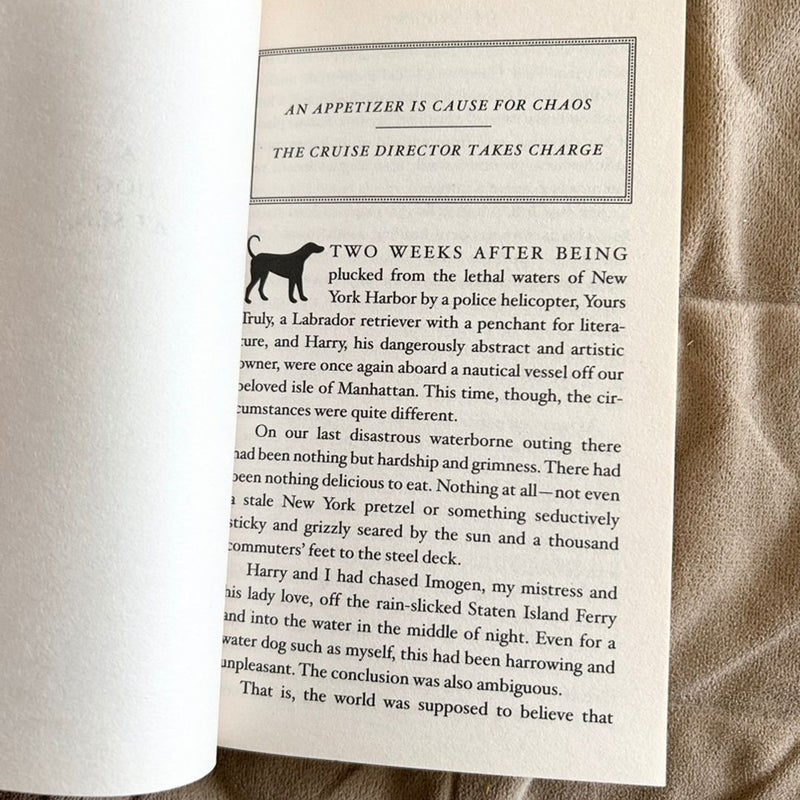 AN APPETIZER IS CAUSE FOR CHAOS
THE CRUISE DIRECTOR TAKES CHARGE
TWO WEEKS AFTER BEING
plucked from the lethal waters of New
York Harbor by a police helicopter, Yours
Truly, a Labrador retriever with a penchant for litera-
ture, and Harry, his dangerously abstract and artistic
owner, were once again aboard a nautical vessel off our
beloved isle of Manhattan. This time, though, the cir-
cumstances were quite different.
On our last disastrous waterborne outing there
had been nothing but hardship and grimness. There had
been nothing delicious to eat. Nothing at all—not even
a stale New York pretzel or something seductively
sticky and grizzly seared by the sun and a thousand
commuters' feet to the steel deck.
Harry and I had chased Imogen, my mistress and
his lady love, off the rain-slicked Staten Island Ferry
and into the water in the middle of night. Even for a
water dog such as myself, this had been harrowing and
unpleasant. The conclusion was also ambiguous.
That is, the world was supposed to believe that